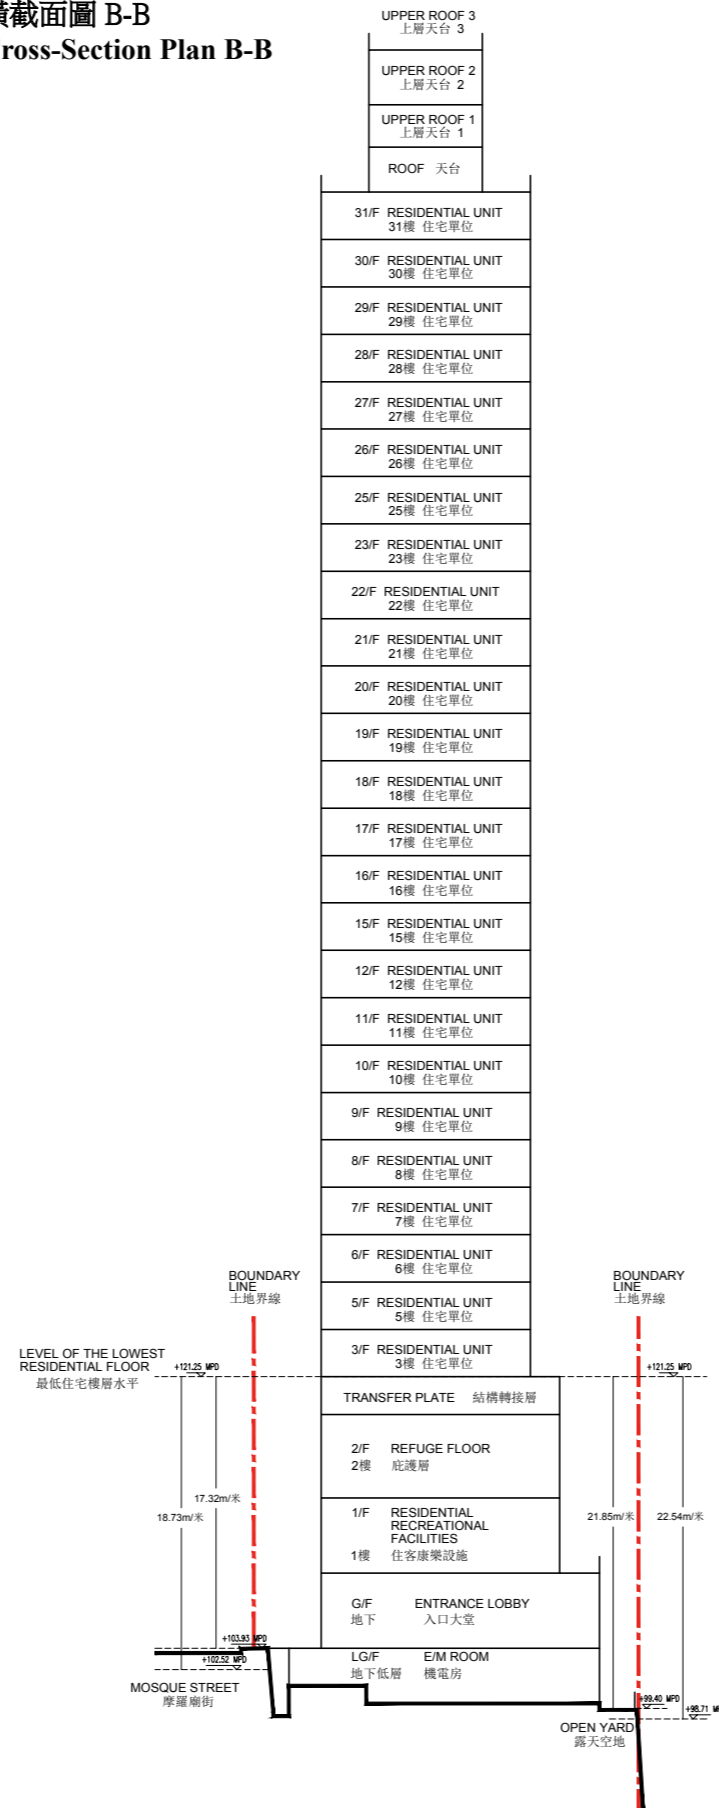 橫截面圖 B-B
ross-Section Plan B-B
UPPER ROOF 3
上層天台 3
UPPER ROOF 2
上層天台 2
UPPER ROOF 1
上層天台 1
ROOF 天台
31/F RESIDENTIAL UNIT
31樓 住宅單位
30/F RESIDENTIAL UNIT
30樓 住宅單位
29/F RESIDENTIAL UNIT
29樓 住宅單位
28/F RESIDENTIAL UNIT
28樓 住宅單位
27/F RESIDENTIAL UNIT
27樓 住宅單位
26/F RESIDENTIAL UNIT
26樓 住宅單位
25/F RESIDENTIAL UNIT
25樓 住宅單位
23/F RESIDENTIAL UNIT
23樓 住宅單位
22/F RESIDENTIAL UNIT
22樓 住宅單位
21/F RESIDENTIAL UNIT
21樓 住宅單位
20/F RESIDENTIAL UNIT
20樓 住宅單位
19/F RESIDENTIAL UNIT
19樓 住宅單位
18/F RESIDENTIAL UNIT
18樓 住宅單位
17/F RESIDENTIAL UNIT
17樓 住宅單位
16/F RESIDENTIAL UNIT
16樓 住宅單位
15/F RESIDENTIAL UNIT
15樓 住宅單位
12/F RESIDENTIAL UNIT
12樓 住宅單位
11/F RESIDENTIAL UNIT
11樓 住宅單位
10/F RESIDENTIAL UNIT
10樓 住宅單位
9/F RESIDENTIAL UNIT
9樓 住宅單位
8/F RESIDENTIAL UNIT
8樓 住宅單位
7/F RESIDENTIAL UNIT
7樓 住宅單位
6/F RESIDENTIAL UNIT
6樓 住宅單位
5/F RESIDENTIAL UNIT
5樓 住宅單位
3/F RESIDENTIAL UNIT
3樓 住宅單位
BOUNDARY
LINE
土地界線
BOUNDARY
LINE
土地界線
LEVEL OF THE LOWEST
RESIDENTIAL FLOOR
最低住宅樓層水平
+121.25 MPD
+121.25 MPD
TRANSFER PLATE 結構轉接層
2/F REFUGE FLOOR
2樓 庇護層
17.32m/米
18.73m/米
21.85m/米
22.54m/米
1/F RESIDENTIAL
RECREATIONAL
FACILITIES
1樓 住客康樂設施
G/F ENTRANCE LOBBY
地下 入口大堂
+103.93 MPD
+102.52 MPD
LG/F E/M ROOM
地下低層 機電房
MOSQUE STREET
摩羅廟街
+99.40 MPD
+98.71 M
OPEN YARD
露天空地